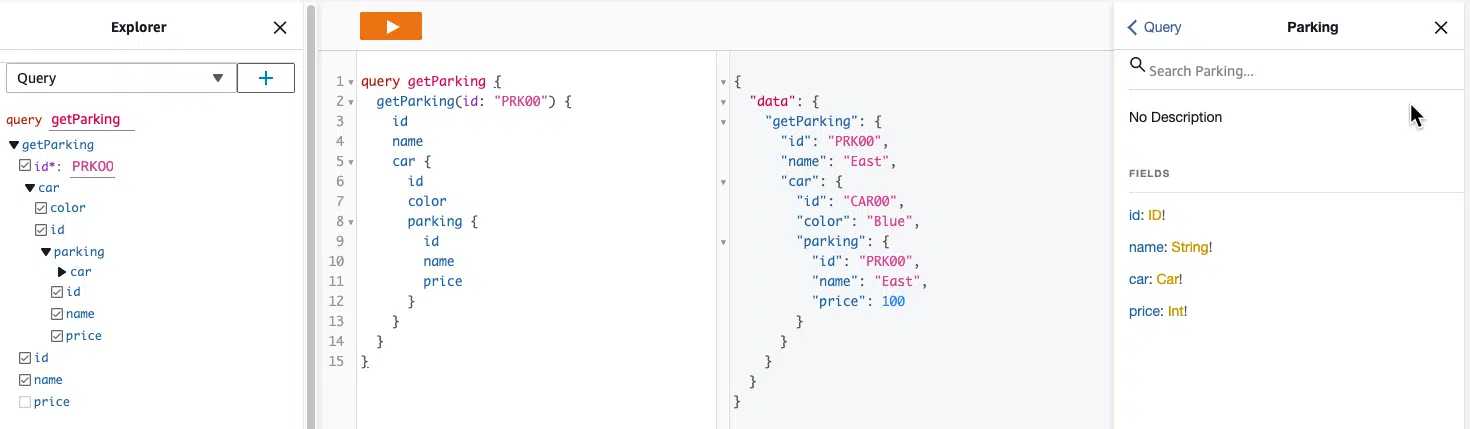 Explorer
Query
query getParking
getParking
id*: PRK00
car
color
id
parking
car
id
name
price
id
name
price
1 query getParking {
2 getParking(id: "PRK00") {
3 id
4 name
5 car {
6 id
7 color
8 parking {
9 id
10 name
11 price
12 }
13 }
14 }
15 }
{
"data": {
"getParking": {
"id": "PRK00",
"name": "East",
"car": {
"id": "CAR00",
"color": "Blue",
"parking": {
"id": "PRK00",
"name": "East",
"price": 100
}
}
}
}
}
Query Parking
Search Parking...
No Description
FIELDS
id: ID!
name: String!
car: Car!
price: Int!